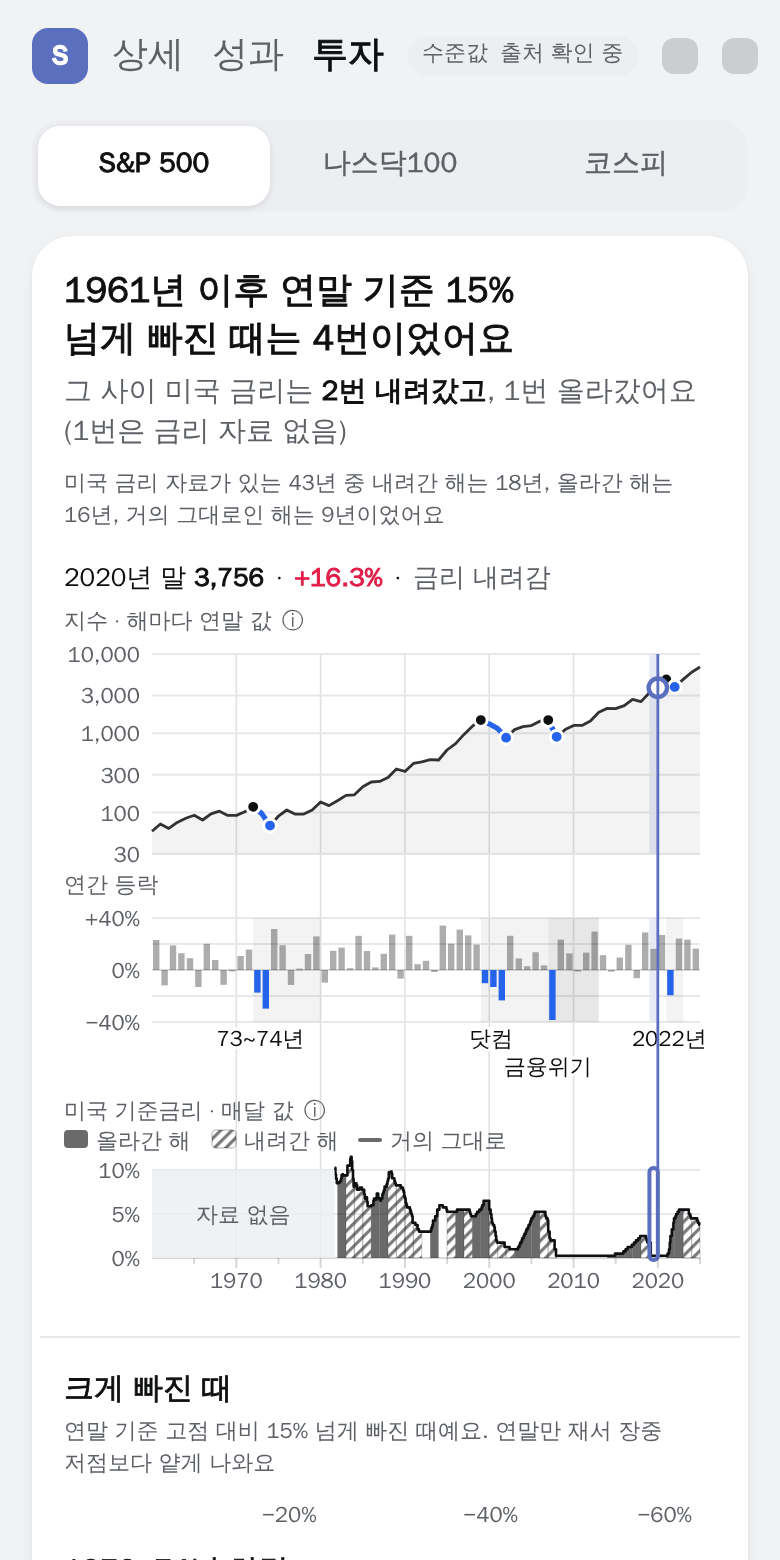 S 상세 성과 투자 수준값 출처 확인 중
S&P 500 나스닥100 코스피
1961년 이후 연말 기준 15%
넘게 빠진 때는 4번이었어요
그 사이 미국 금리는 2번 내려갔고, 1번 올라갔어요
(1번은 금리 자료 없음)
미국 금리 자료가 있는 43년 중 내려간 해는 18년, 올라간 해는
16년, 거의 그대로인 해는 9년이었어요
2020년 말 3,756 · +16.3% · 금리 내려감
지수 · 해마다 연말 값 ⓘ
10,000
3,000
1,000
300
100
30
연간 등락
+40%
0%
−40%
73~74년 닷컴 2022년
금융위기
미국 기준금리 · 매달 값 ⓘ
올라간 해 내려간 해 거의 그대로
10%
자료 없음
5%
0%
1970 1980 1990 2000 2010 2020
크게 빠진 때
연말 기준 고점 대비 15% 넘게 빠진 때예요. 연말만 재서 장중
저점보다 얕게 나와요
−20% −40% −60%